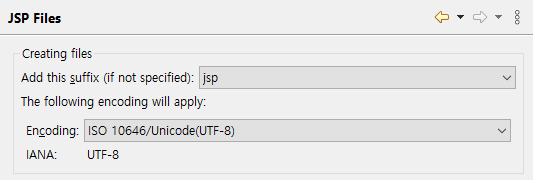 JSP Files
Creating files
Add this suffix (if not specified): jsp
The following encoding will apply:
Encoding: ISO 10646/Unicode(UTF-8)
IANA: UTF-8